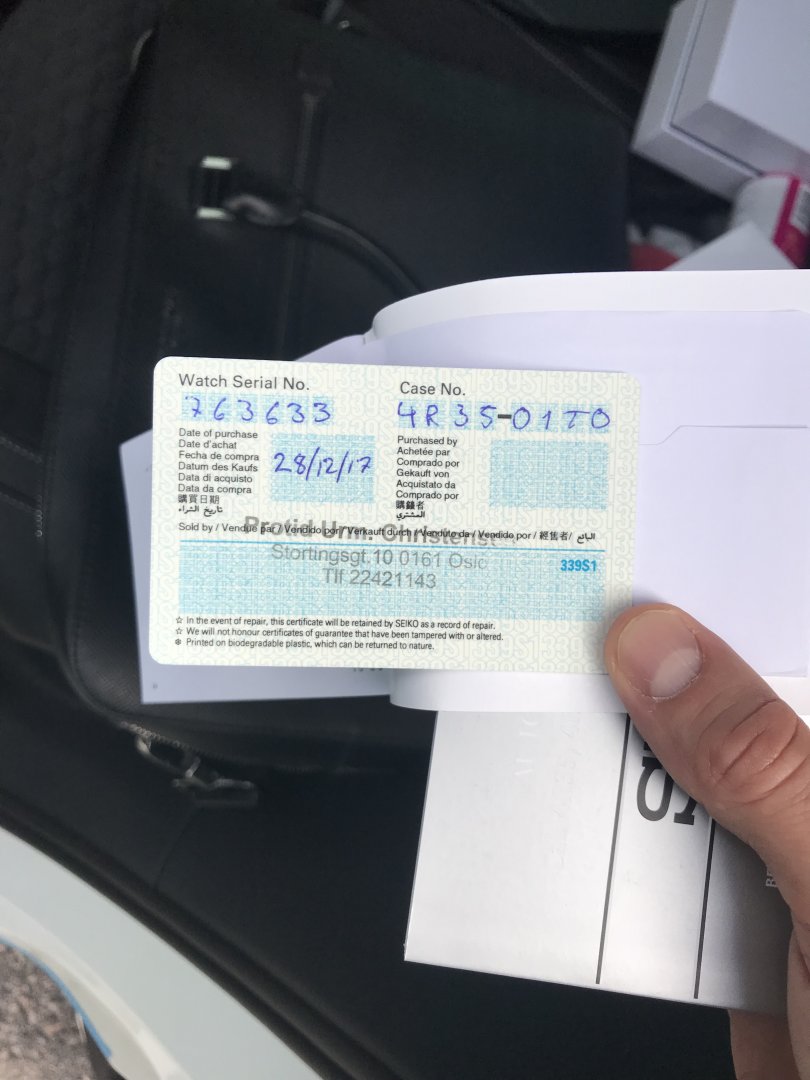 Watch Serial No.
763633
Case No.
4R35-01T0
Date of purchase
Date d'achat
Fecha de compra
Datum des Kaufs
Data di acquisto
Data da compra
購買日期
تاريخ الشراء
28/12/17
Purchased by
Achetée par
Comprado por
Gekauft von
Acquistato da
Comprado por
購錶者
المشتري
Sold by / Vendue par / Vendido por / Verkauft durch / Venduto da / Vendido por / 經售者 / البائع
Protid Urm.
Stortingsgt.10 0161 Oslo
Tlf 22421143
339S1
☆ In the event of repair, this certificate will be retained by SEIKO as a record of repair.
☆ We will not honour certificates of guarantee that have been tampered with or altered.
✻ Printed on biodegradable plastic, which can be returned to nature.